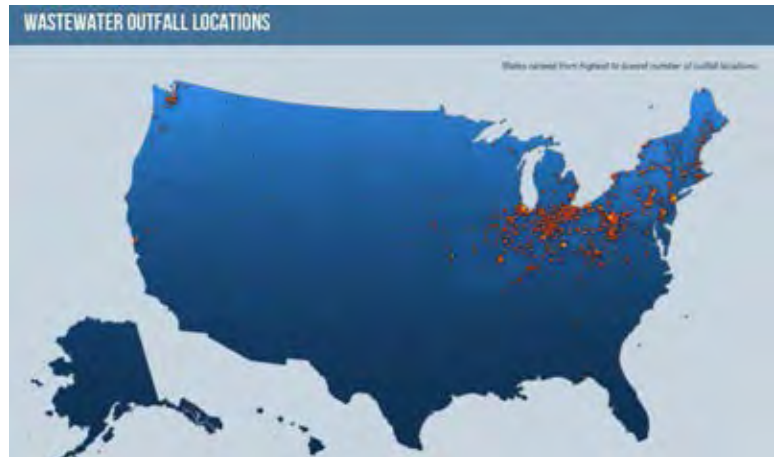 WASTEWATER OUTFALL LOCATIONS
States ranked from highest to lowest number of outfall locations.